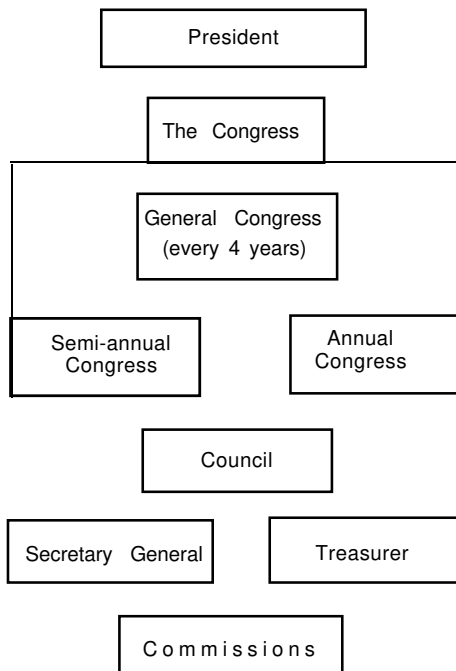 President
The Congress
General Congress
(every 4 years)
Semi-annual
Congress
Annual
Congress
Council
Secretary General
Treasurer
Commissions